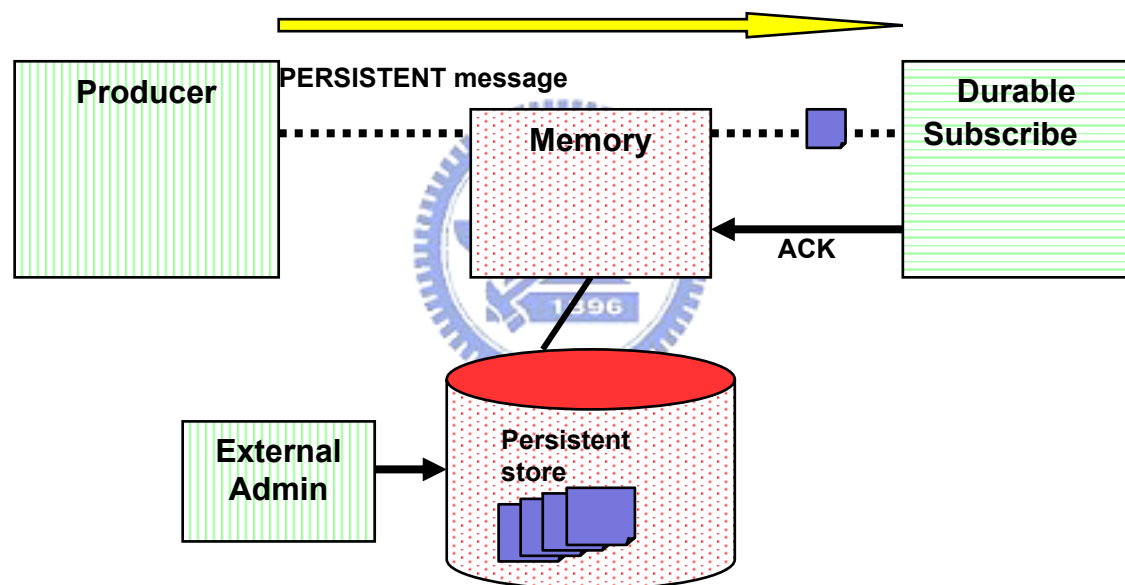 PERSISTENT message
Producer
Memory
Durable
Subscribe
ACK
1896
Persistent
store
External
Admin